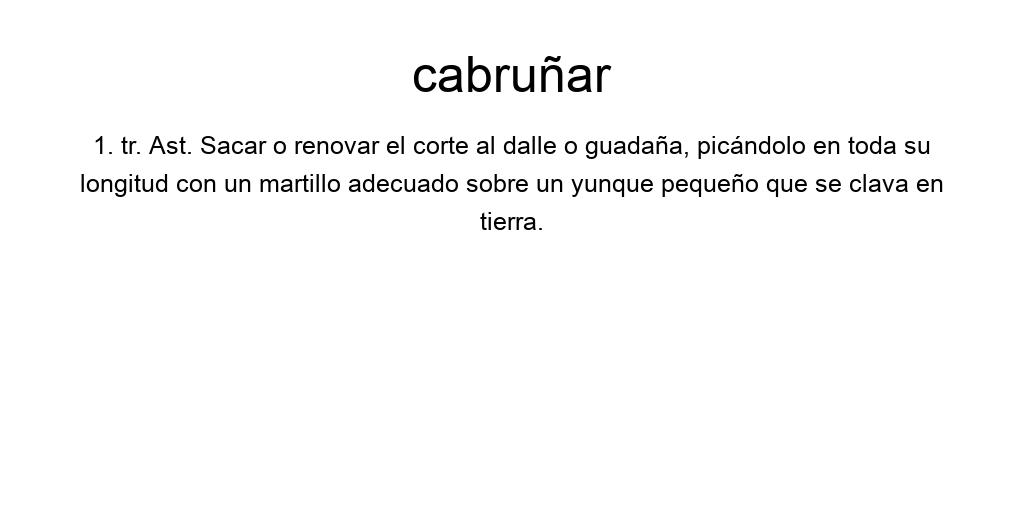 cabruñar
1. tr. Ast. Sacar o renovar el corte al dalle o guadaña, picándolo en toda su
longitud con un martillo adecuado sobre un yunque pequeño que se clava en
tierra.